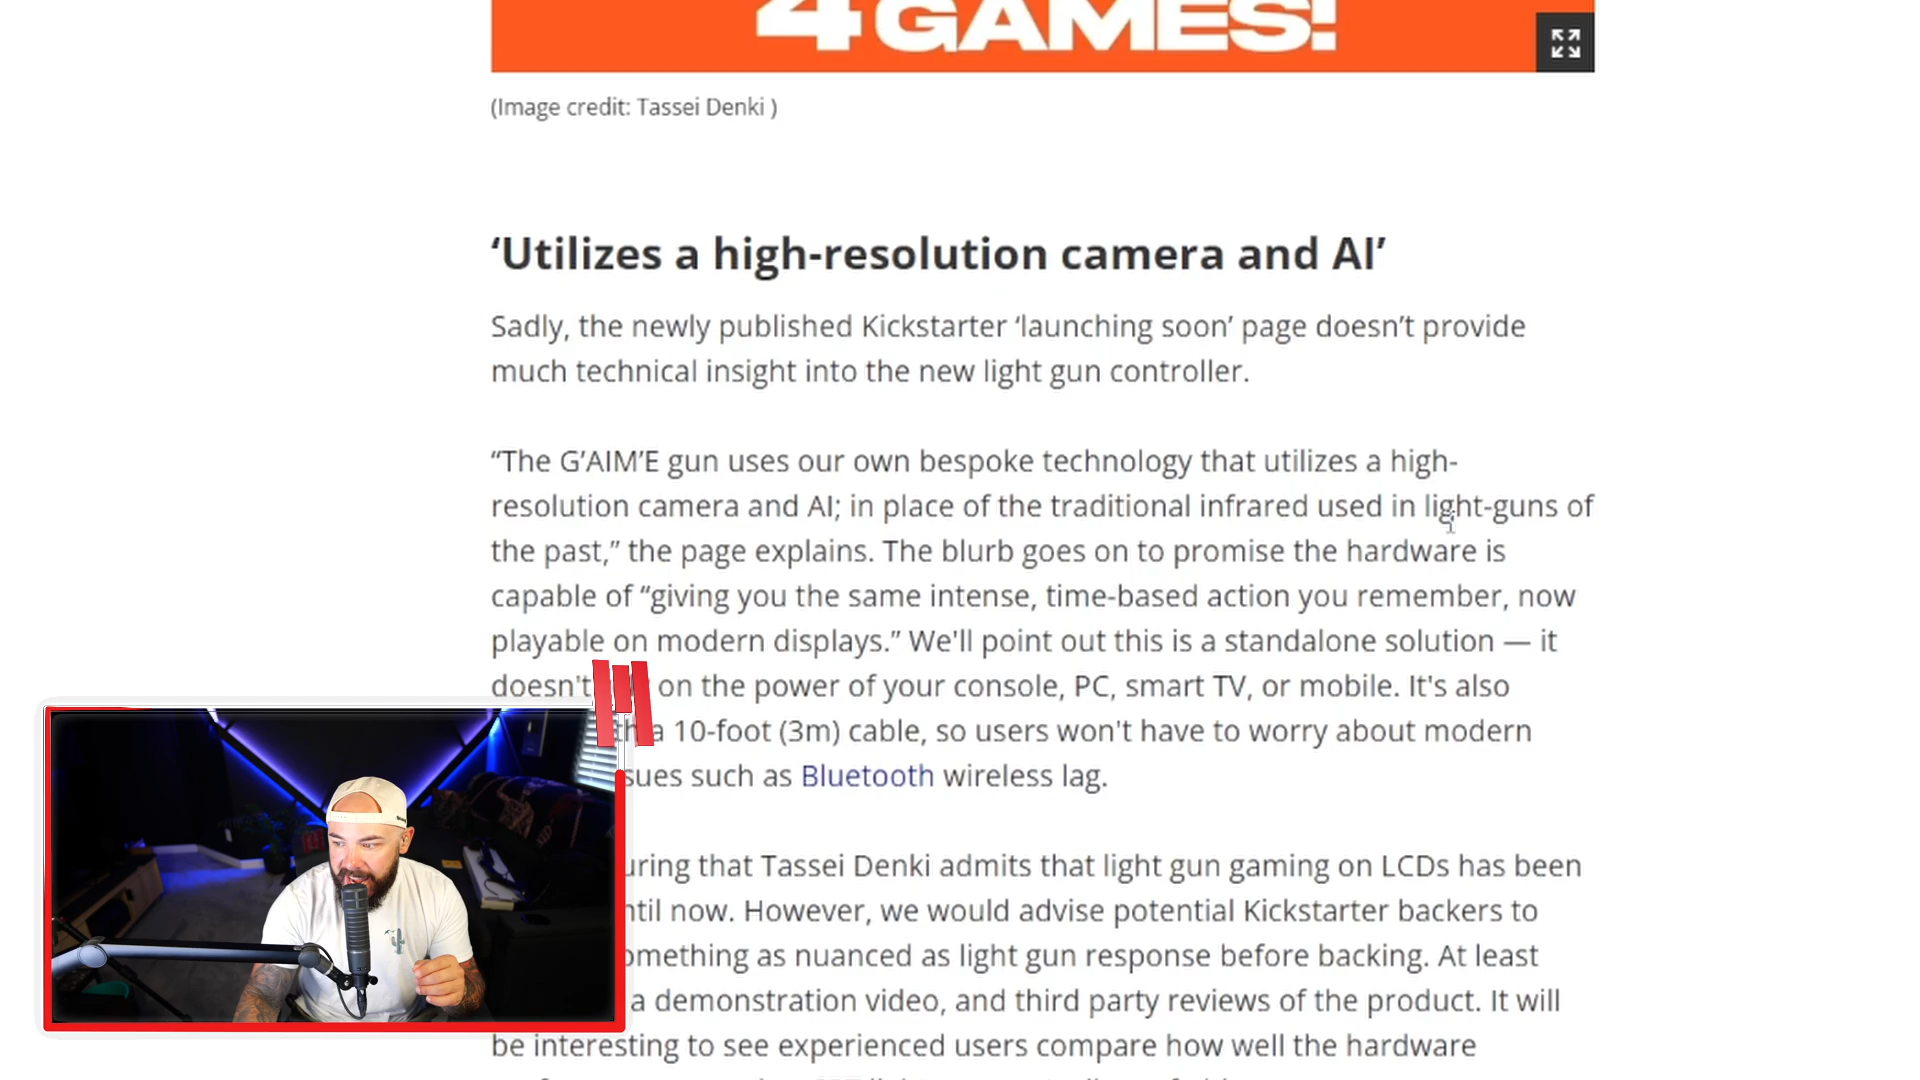 4 GAMES!
(Image credit: Tassei Denki )
‘Utilizes a high-resolution camera and AI’
Sadly, the newly published Kickstarter ‘launching soon’ page doesn’t provide
much technical insight into the new light gun controller.
“The G’AIM’E gun uses our own bespoke technology that utilizes a high-
resolution camera and AI; in place of the traditional infrared used in light-guns of
the past,” the page explains. The blurb goes on to promise the hardware is
capable of “giving you the same intense, time-based action you remember, now
playable on modern displays.” We'll point out this is a standalone solution — it
doesn't on the power of your console, PC, smart TV, or mobile. It's also
a 10-foot (3m) cable, so users won't have to worry about modern
sues such as Bluetooth wireless lag.
uring that Tassei Denki admits that light gun gaming on LCDs has been
ntil now. However, we would advise potential Kickstarter backers to
omething as nuanced as light gun response before backing. At least
a demonstration video, and third party reviews of the product. It will
be interesting to see experienced users compare how well the hardware